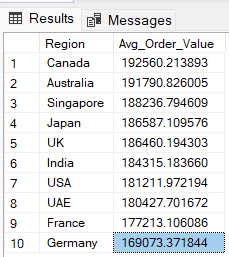 Results Messages
Region Avg_Order_Value
1 Canada 192560.213893
2 Australia 191790.826005
3 Singapore 188236.794609
4 Japan 186587.109576
5 UK 186460.194303
6 India 184315.183660
7 USA 181211.972194
8 UAE 180427.701672
9 France 177213.106086
10 Germany 169073.371844